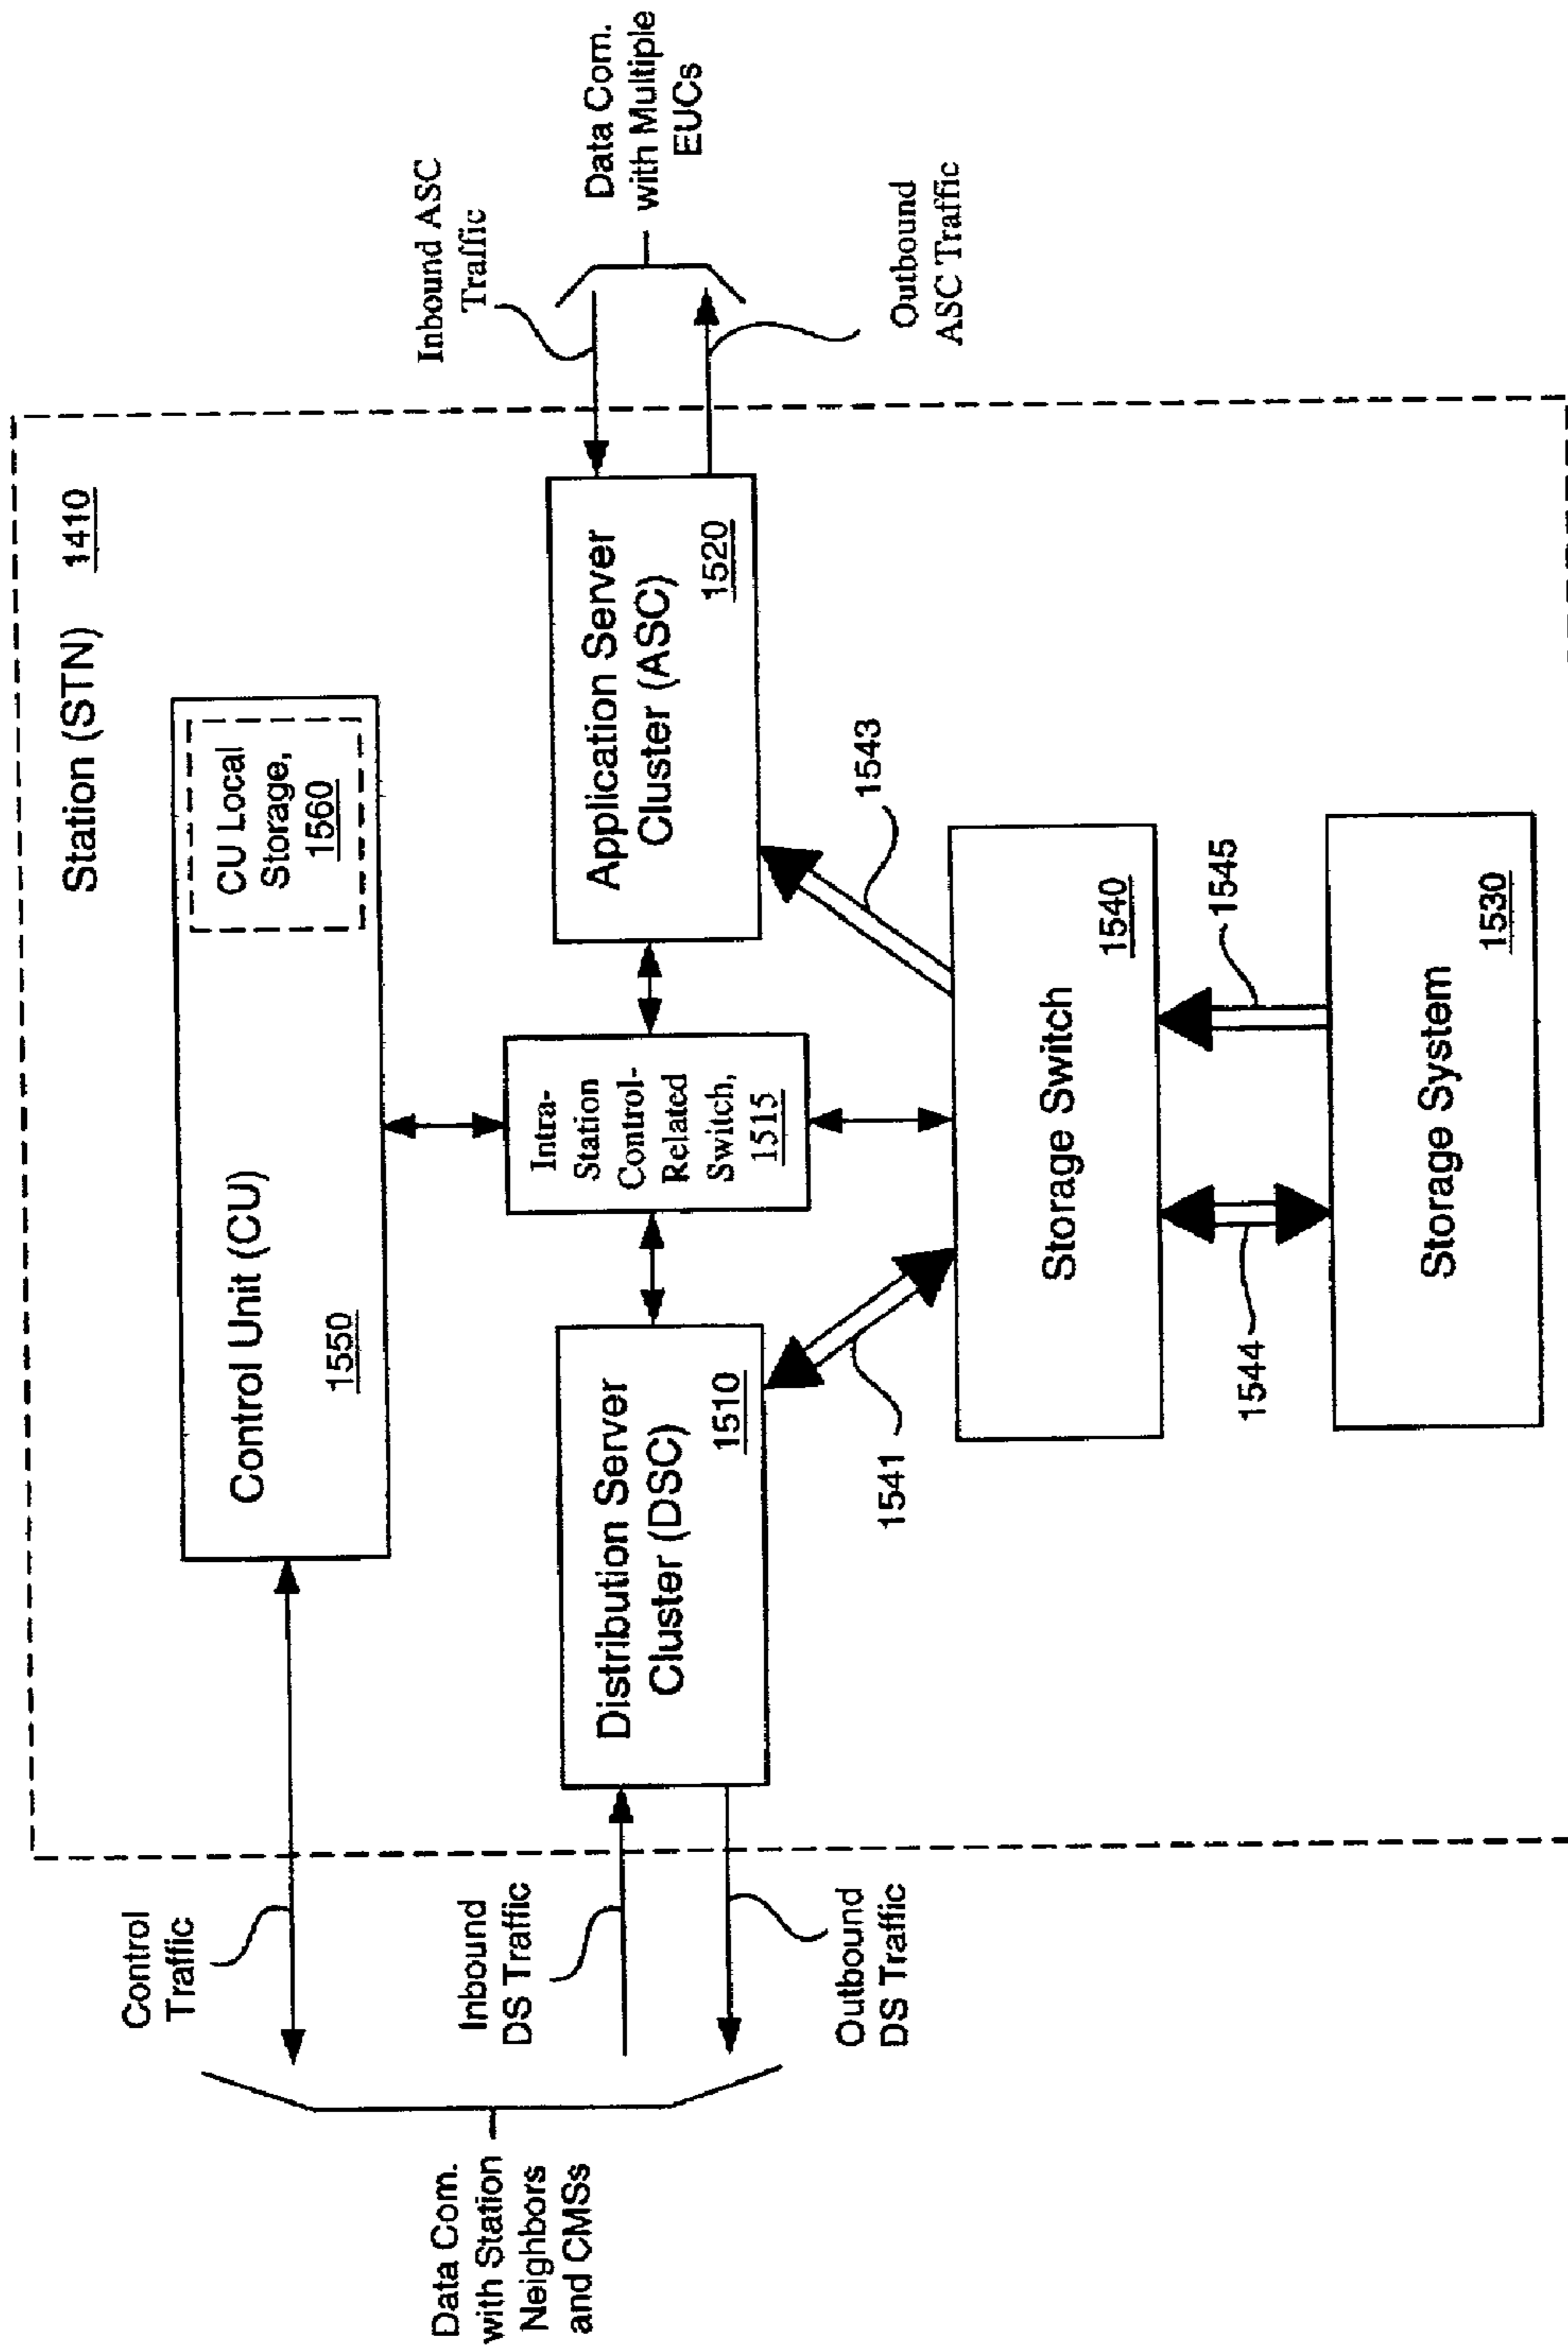 Station (STN) 1410
Control Unit (CU)
1550
CU Local
Storage,
1560
Control
Traffic
Inbound
DS Traffic
Outbound
DS Traffic
Data Com.
with Station
Neighbors
and CMSs
Distribution Server
Cluster (DSC)
1510
Intra-
Station
Control-
Related
Switch,
1515
Application Server
Cluster (ASC)
1520
Inbound ASC
Traffic
Data Com.
with Multiple
EUCs
Outbound
ASC Traffic
1541
1543
Storage Switch
1540
1544
1545
Storage System
1530